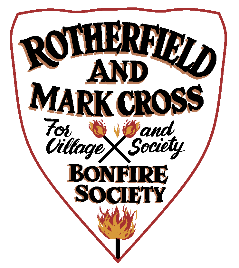 ROTHERFIELD
AND
MARK CROSS
For and
Village Society
BONFIRE
SOCIETY